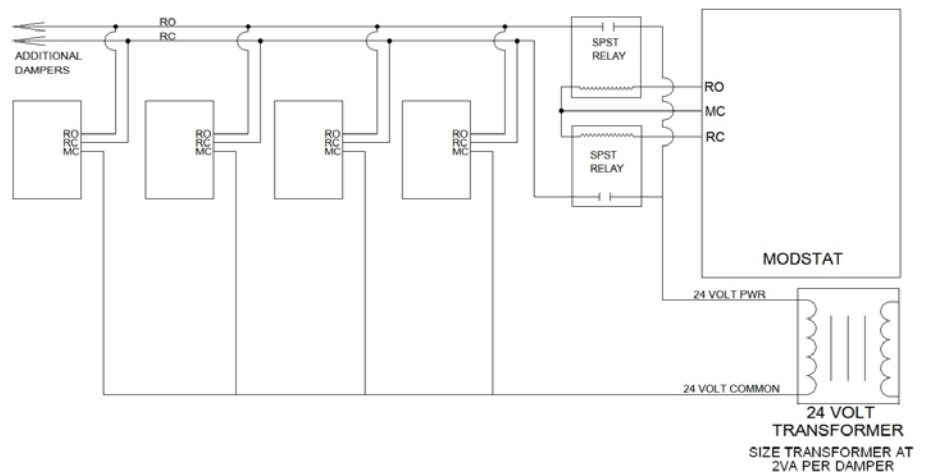 RO
RC
ADDITIONAL
DAMPERS
SPST
RELAY
RO
MC
RC
RO
RC
MC
RO
RC
MC
RO
RC
MC
RO
RC
MC
SPST
RELAY
MODSTAT
24 VOLT PWR
24 VOLT COMMON
24 VOLT
TRANSFORMER
SIZE TRANSFORMER AT
2VA PER DAMPER